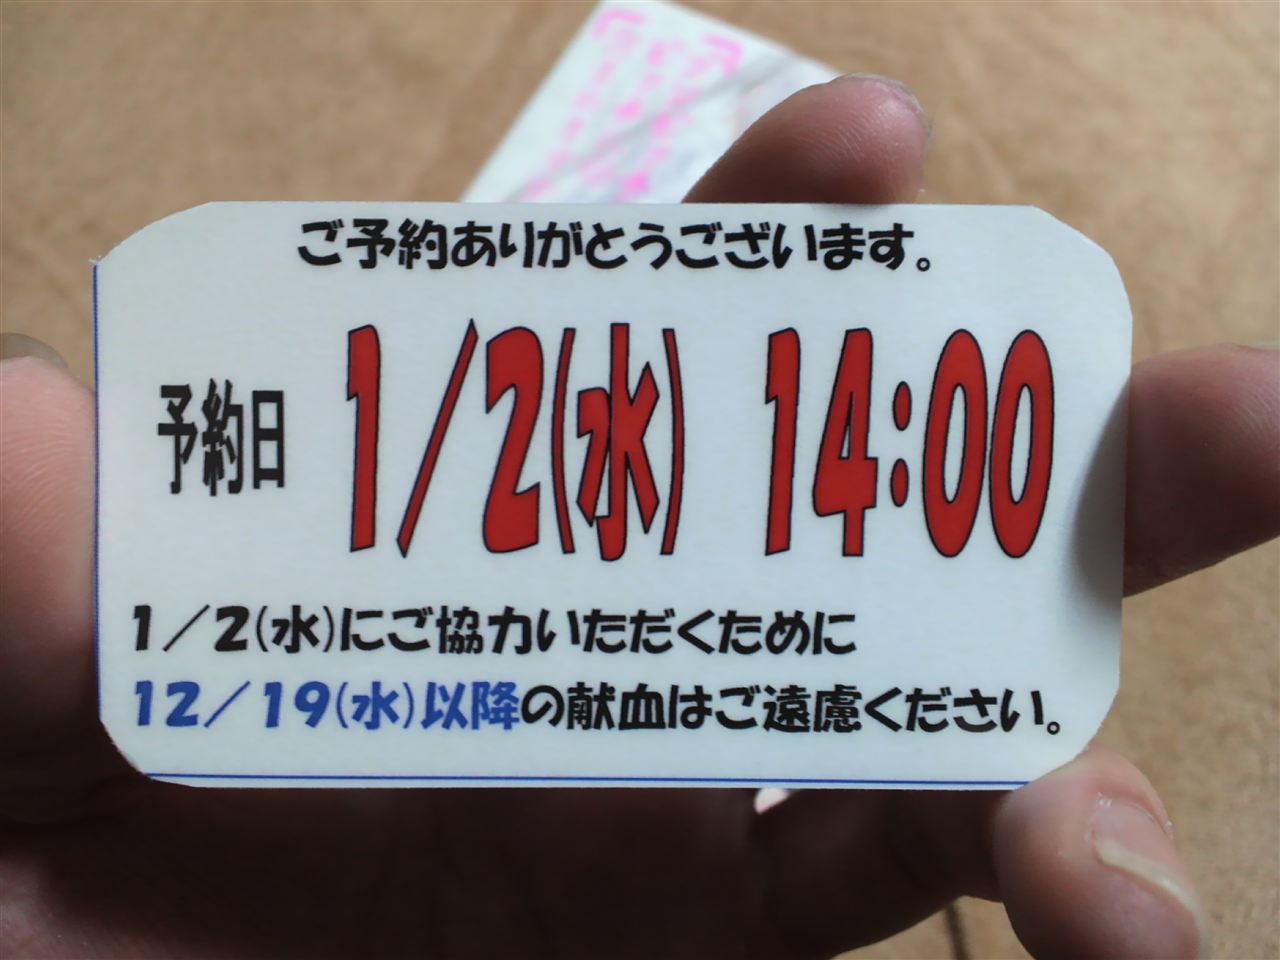 ご予約ありがとうございます。
予約日 1/2(水) 14:00
1/2(水)にご協力いただくために
12/19(水)以降の献血はご遠慮ください。